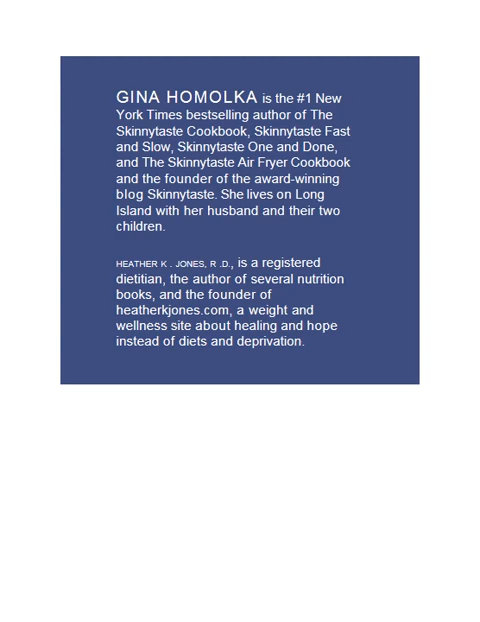 GINA HOMOLKA is the #1 New
York Times bestselling author of The
Skinnytaste Cookbook, Skinnytaste Fast
and Slow, Skinnytaste One and Done,
and The Skinnytaste Air Fryer Cookbook
and the founder of the award-winning
blog Skinnytaste. She lives on Long
Island with her husband and their two
children.
HEATHER K . JONES, R .D., is a registered
dietitian, the author of several nutrition
books, and the founder of
heatherkjones.com, a weight and
wellness site about healing and hope
instead of diets and deprivation.